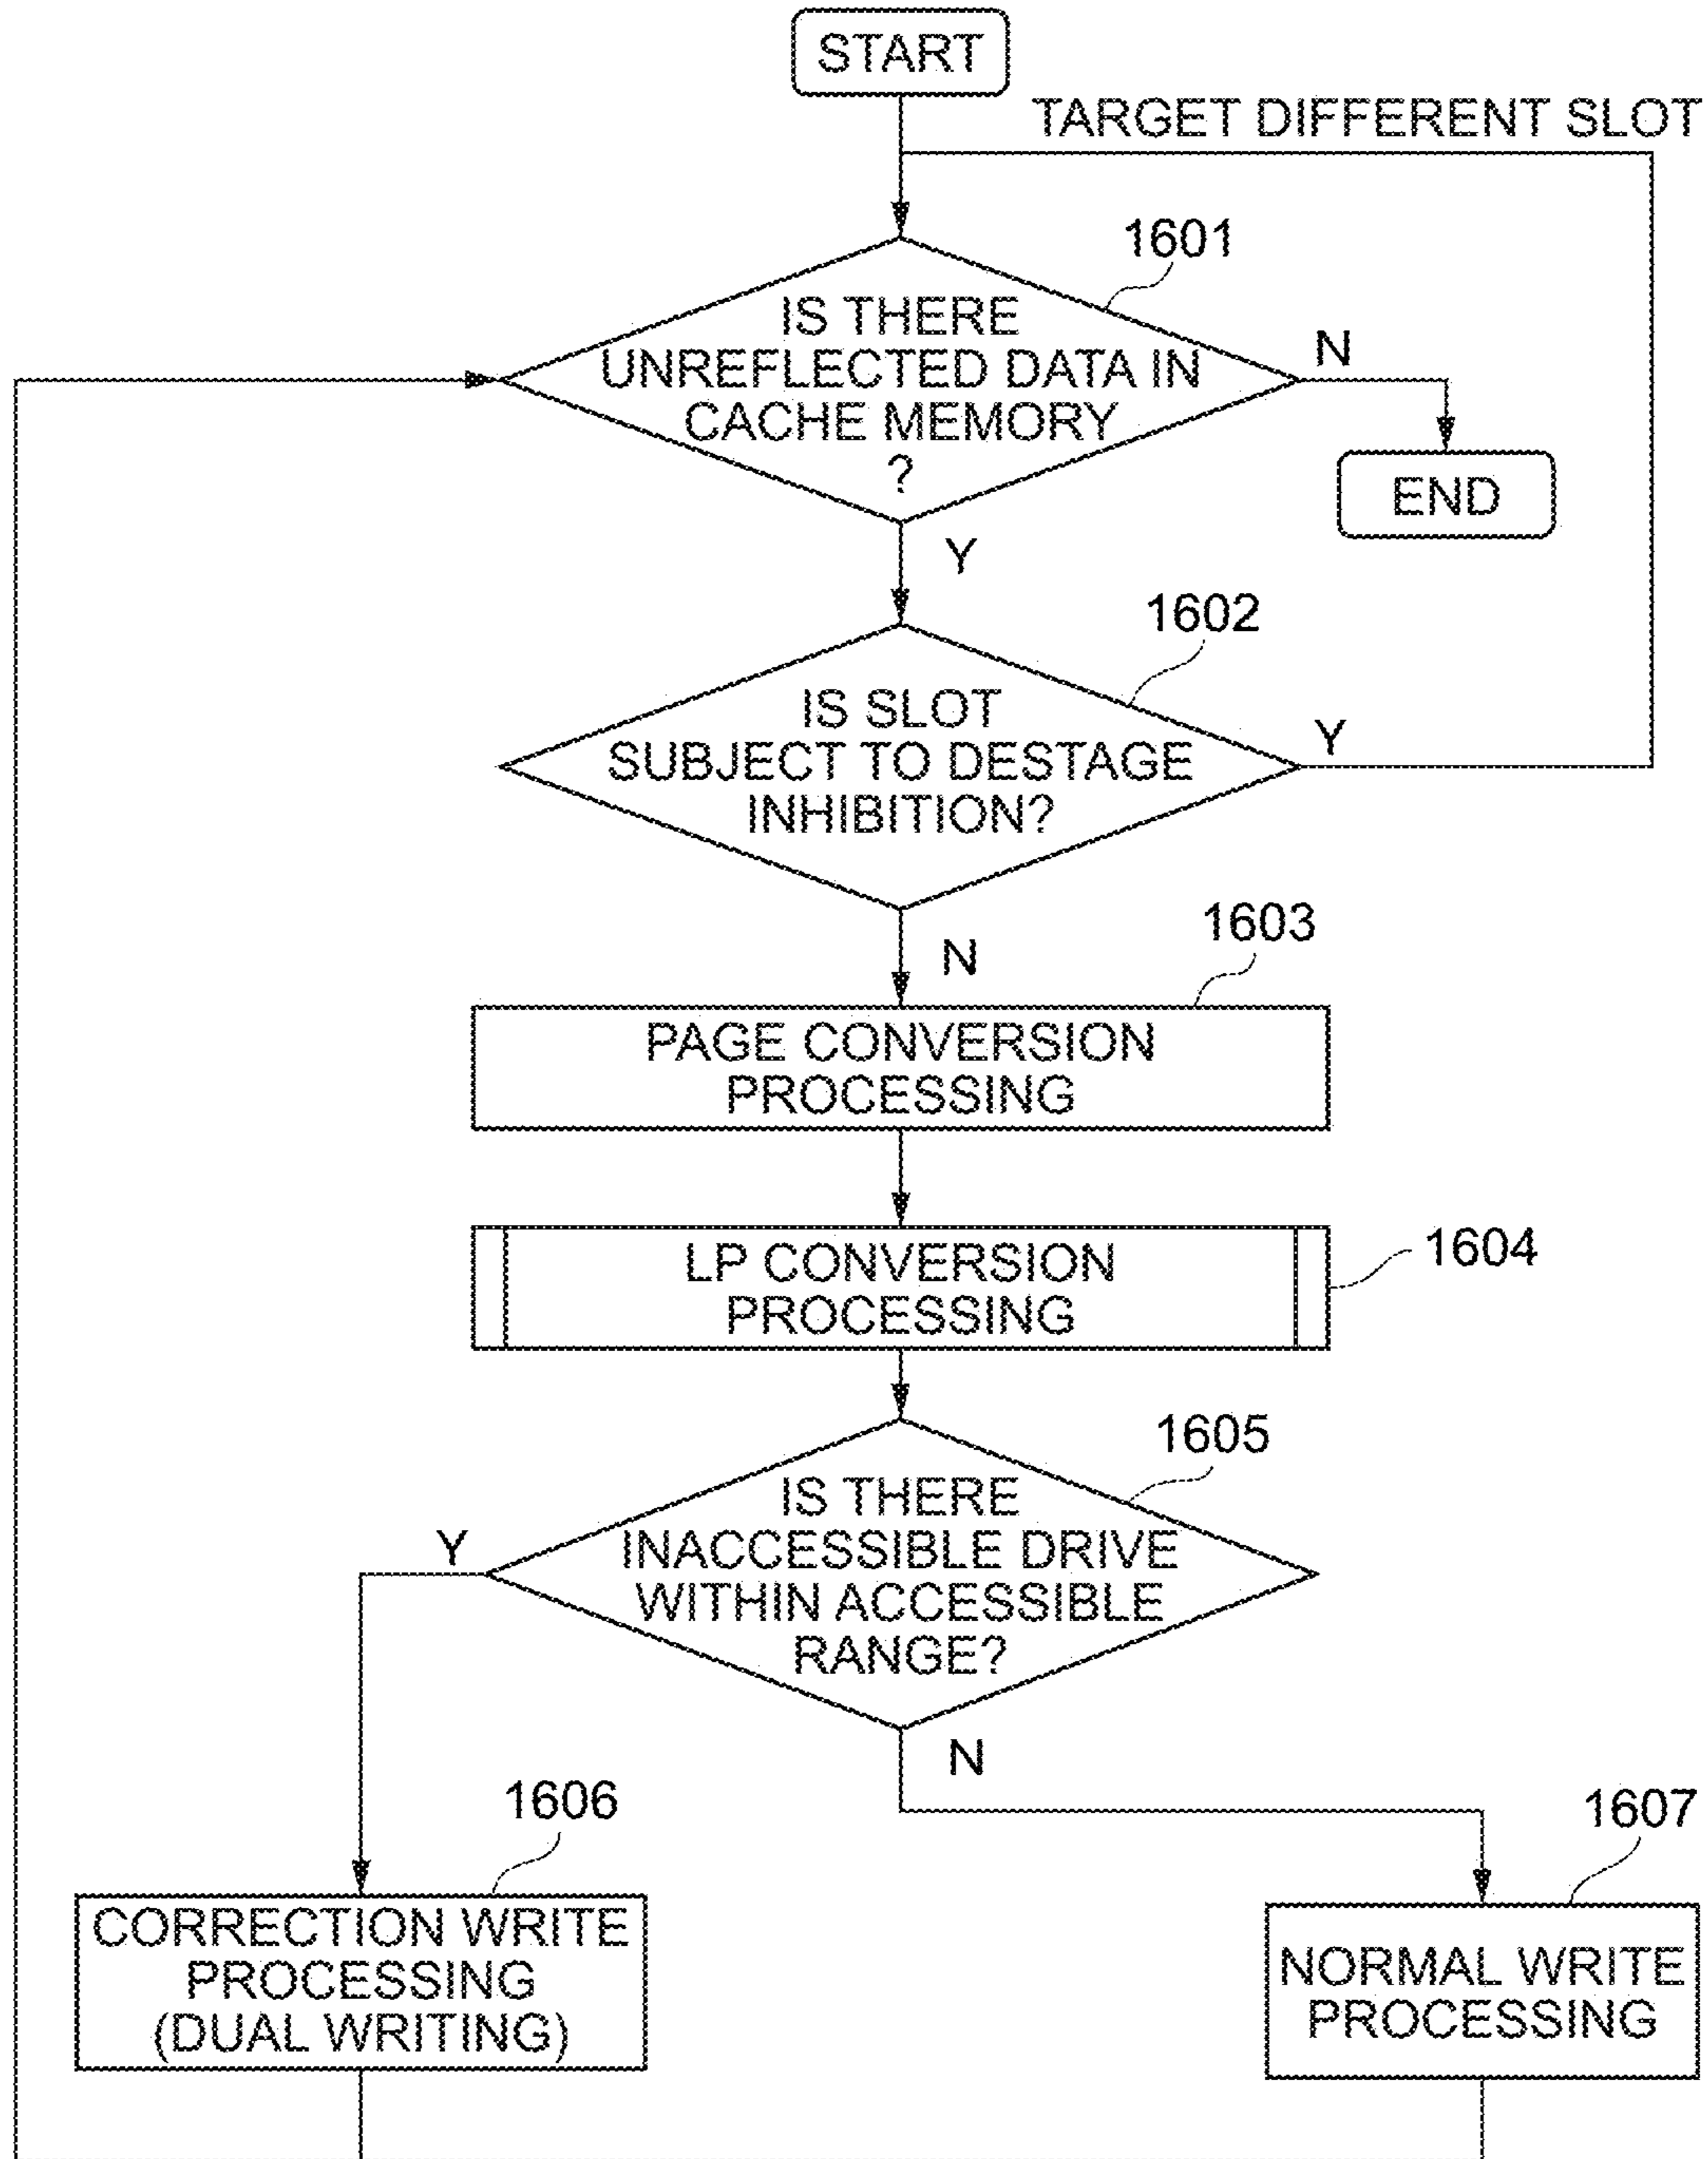 START
TARGET DIFFERENT SLOT
1601
IS THERE
UNREFLECTED DATA IN
CACHE MEMORY
?
N
END
Y
1602
IS SLOT
SUBJECT TO DESTAGE
INHIBITION?
Y
N
1603
PAGE CONVERSION
PROCESSING
LP CONVERSION
PROCESSING
1604
1605
IS THERE
INACCESSIBLE DRIVE
WITHIN ACCESSIBLE
RANGE?
Y
N
1606
CORRECTION WRITE
PROCESSING
(DUAL WRITING)
1607
NORMAL WRITE
PROCESSING